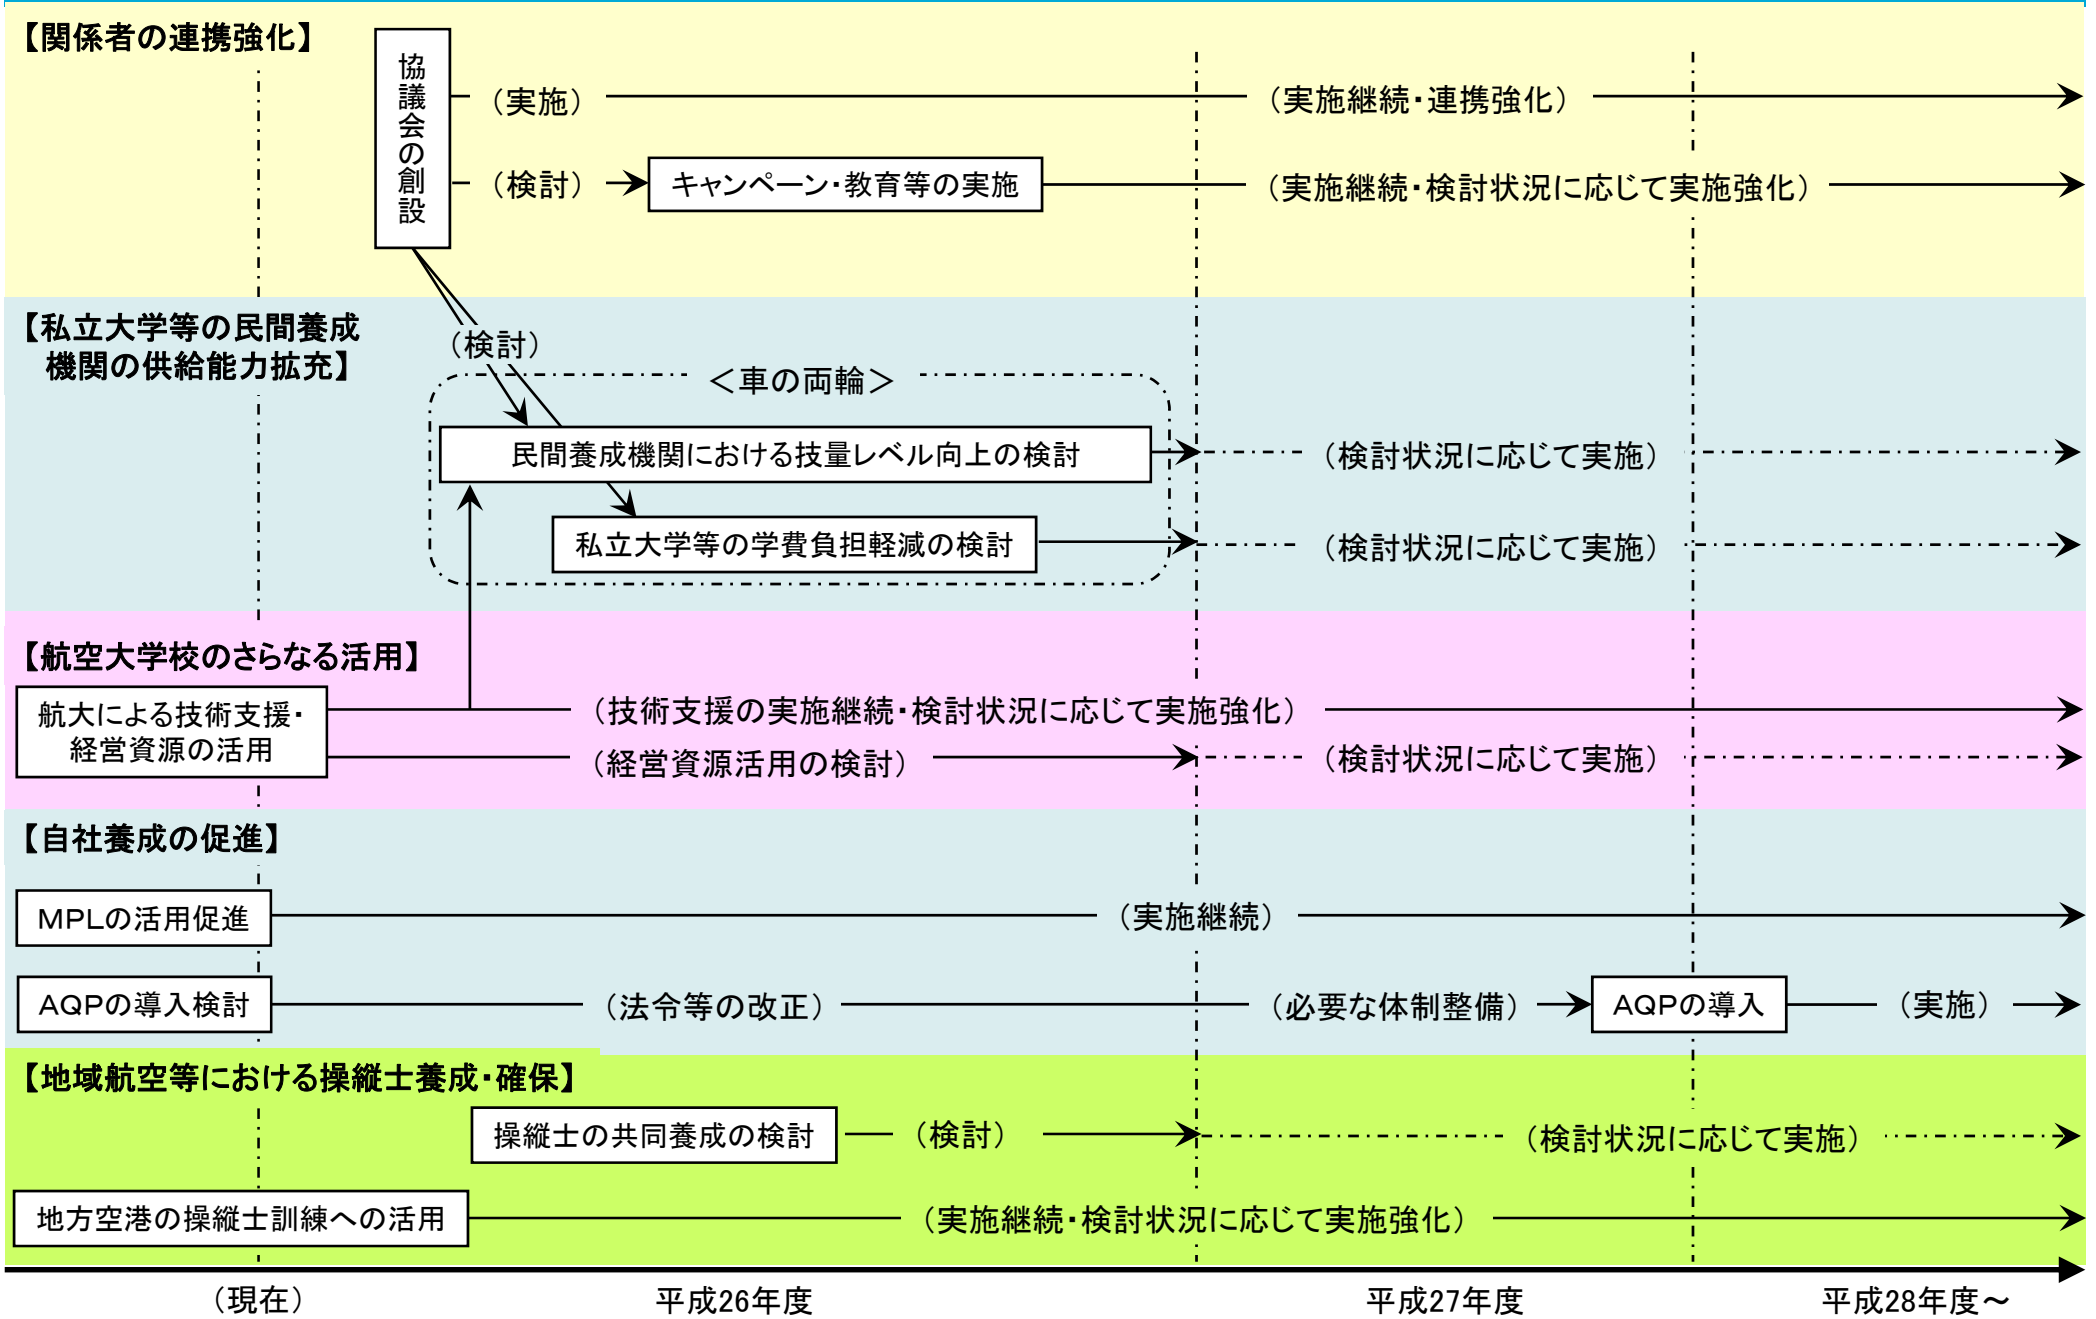 【関係者の連携強化】
協議会の創設
（実施）
（実施継続・連携強化）
（検討）
キャンペーン・教育等の実施
（実施継続・検討状況に応じて実施強化）
【私立大学等の民間養成
機関の供給能力拡充】
（検討）
＜車の両輪＞
民間養成機関における技量レベル向上の検討
（検討状況に応じて実施）
私立大学等の学費負担軽減の検討
（検討状況に応じて実施）
【航空大学校のさらなる活用】
航大による技術支援・
経営資源の活用
（技術支援の実施継続・検討状況に応じて実施強化）
（経営資源活用の検討）
（検討状況に応じて実施）
【自社養成の促進】
MPLの活用促進
（実施継続）
AQPの導入検討
（法令等の改正）
（必要な体制整備）
AQPの導入
（実施）
【地域航空等における操縦士養成・確保】
操縦士の共同養成の検討
（検討）
（検討状況に応じて実施）
地方空港の操縦士訓練への活用
（実施継続・検討状況に応じて実施強化）
（現在）
平成26年度
平成27年度
平成28年度～